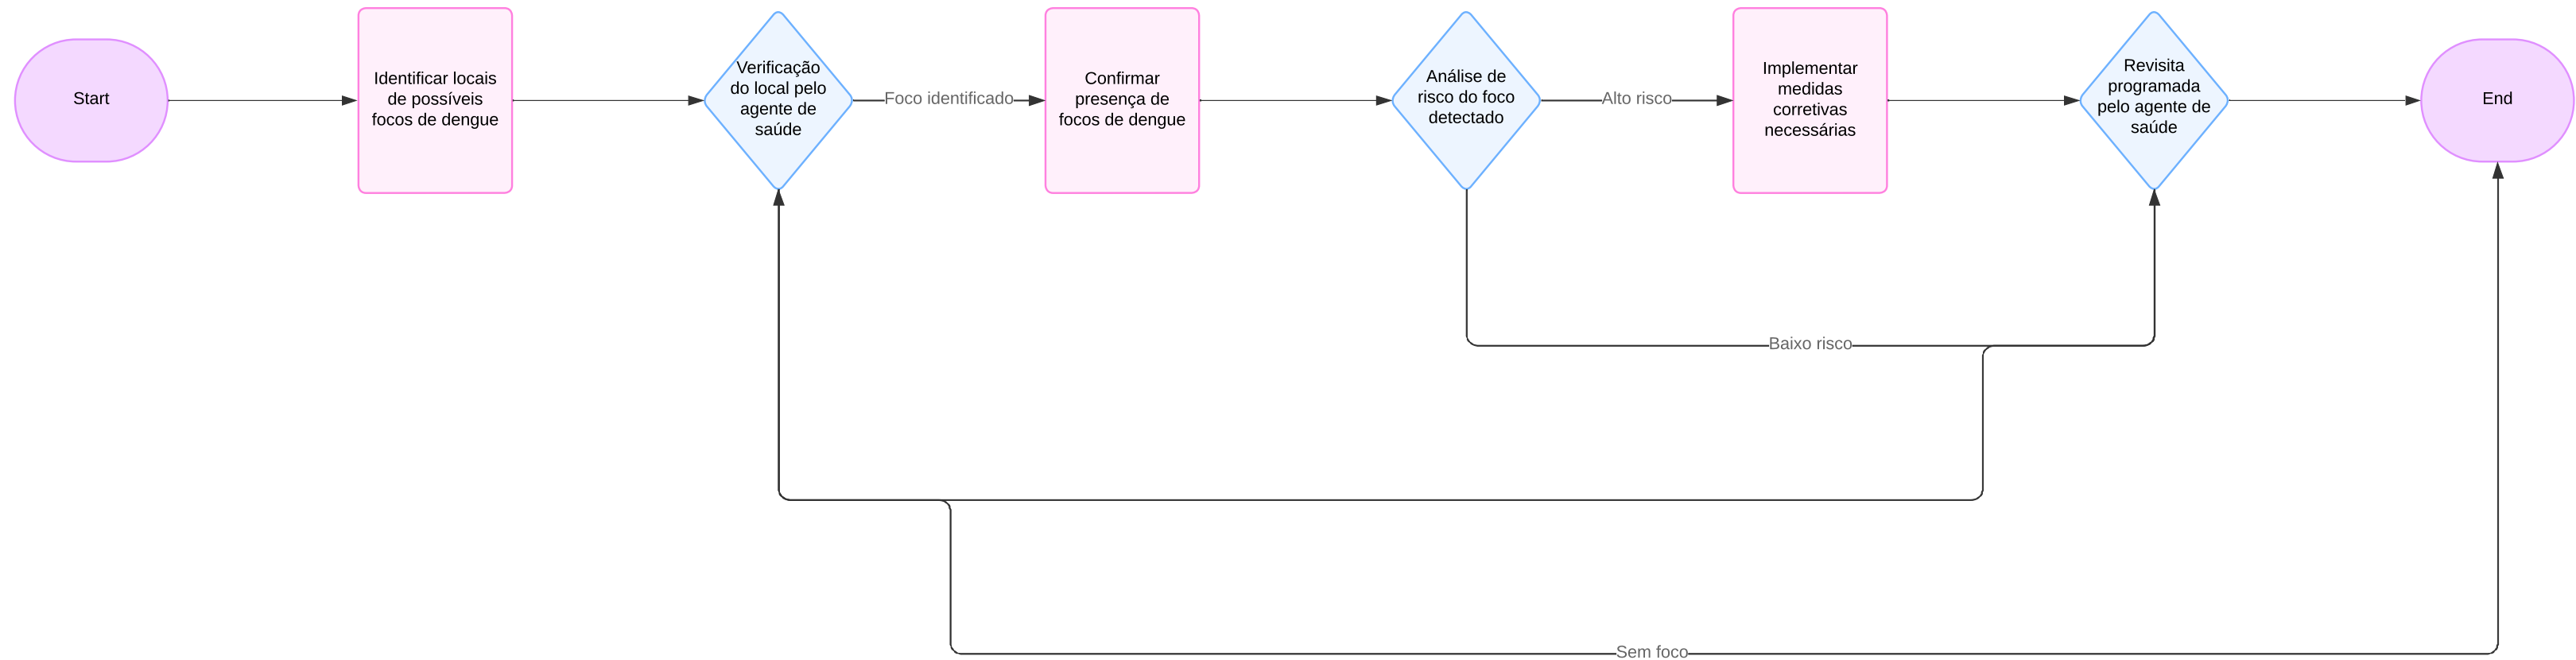 Start
Identificar locais
de possíveis
focos de dengue
Verificação
do local pelo
agente de
saúde
Foco identificado
Confirmar
presença de
focos de dengue
Análise de
risco do foco
detectado
Alto risco
Implementar
medidas
corretivas
necessárias
Revisita
programada
pelo agente de
saúde
End
Baixo risco
Sem foco